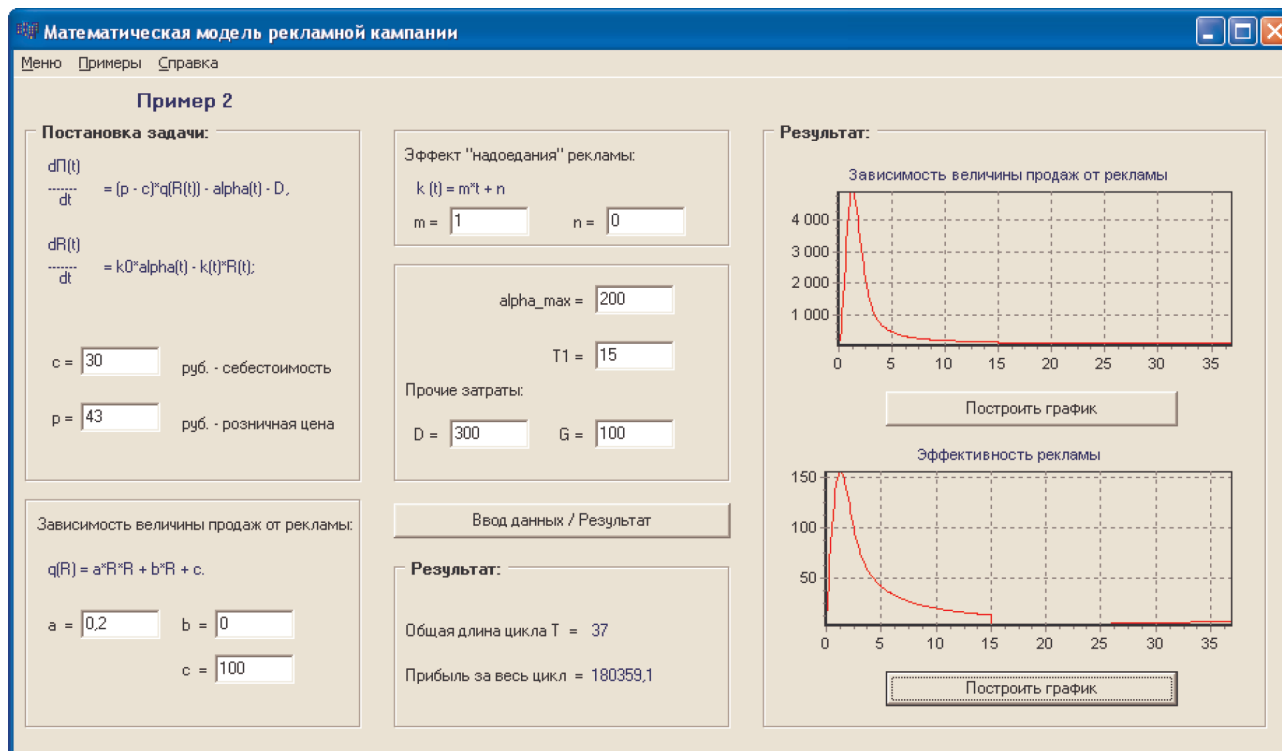 Математическая модель рекламной кампании
Меню Примеры Справка
Пример 2
Постановка задачи:
dП(t)
------- = (p - c)*q(R(t)) - alpha(t) - D,
dt
dR(t)
------- = k0*alpha(t) - k(t)*R(t);
dt
c = 30 руб. - себестоимость
p = 43 руб. - розничная цена
Зависимость величины продаж от рекламы:
q(R) = a*R*R + b*R + c.
a = 0,2 b = 0
c = 100
Эффект "надоедания" рекламы:
k (t) = m*t + n
m = 1 n = 0
alpha_max = 200
T1 = 15
Прочие затраты:
D = 300 G = 100
Ввод данных / Результат
Результат:
Общая длина цикла T = 37
Прибыль за весь цикл = 180359,1
Результат:
Зависимость величины продаж от рекламы
4 000
3 000
2 000
1 000
0 5 10 15 20 25 30 35
Построить график
Эффективность рекламы
150
100
50
0 5 10 15 20 25 30 35
Построить график